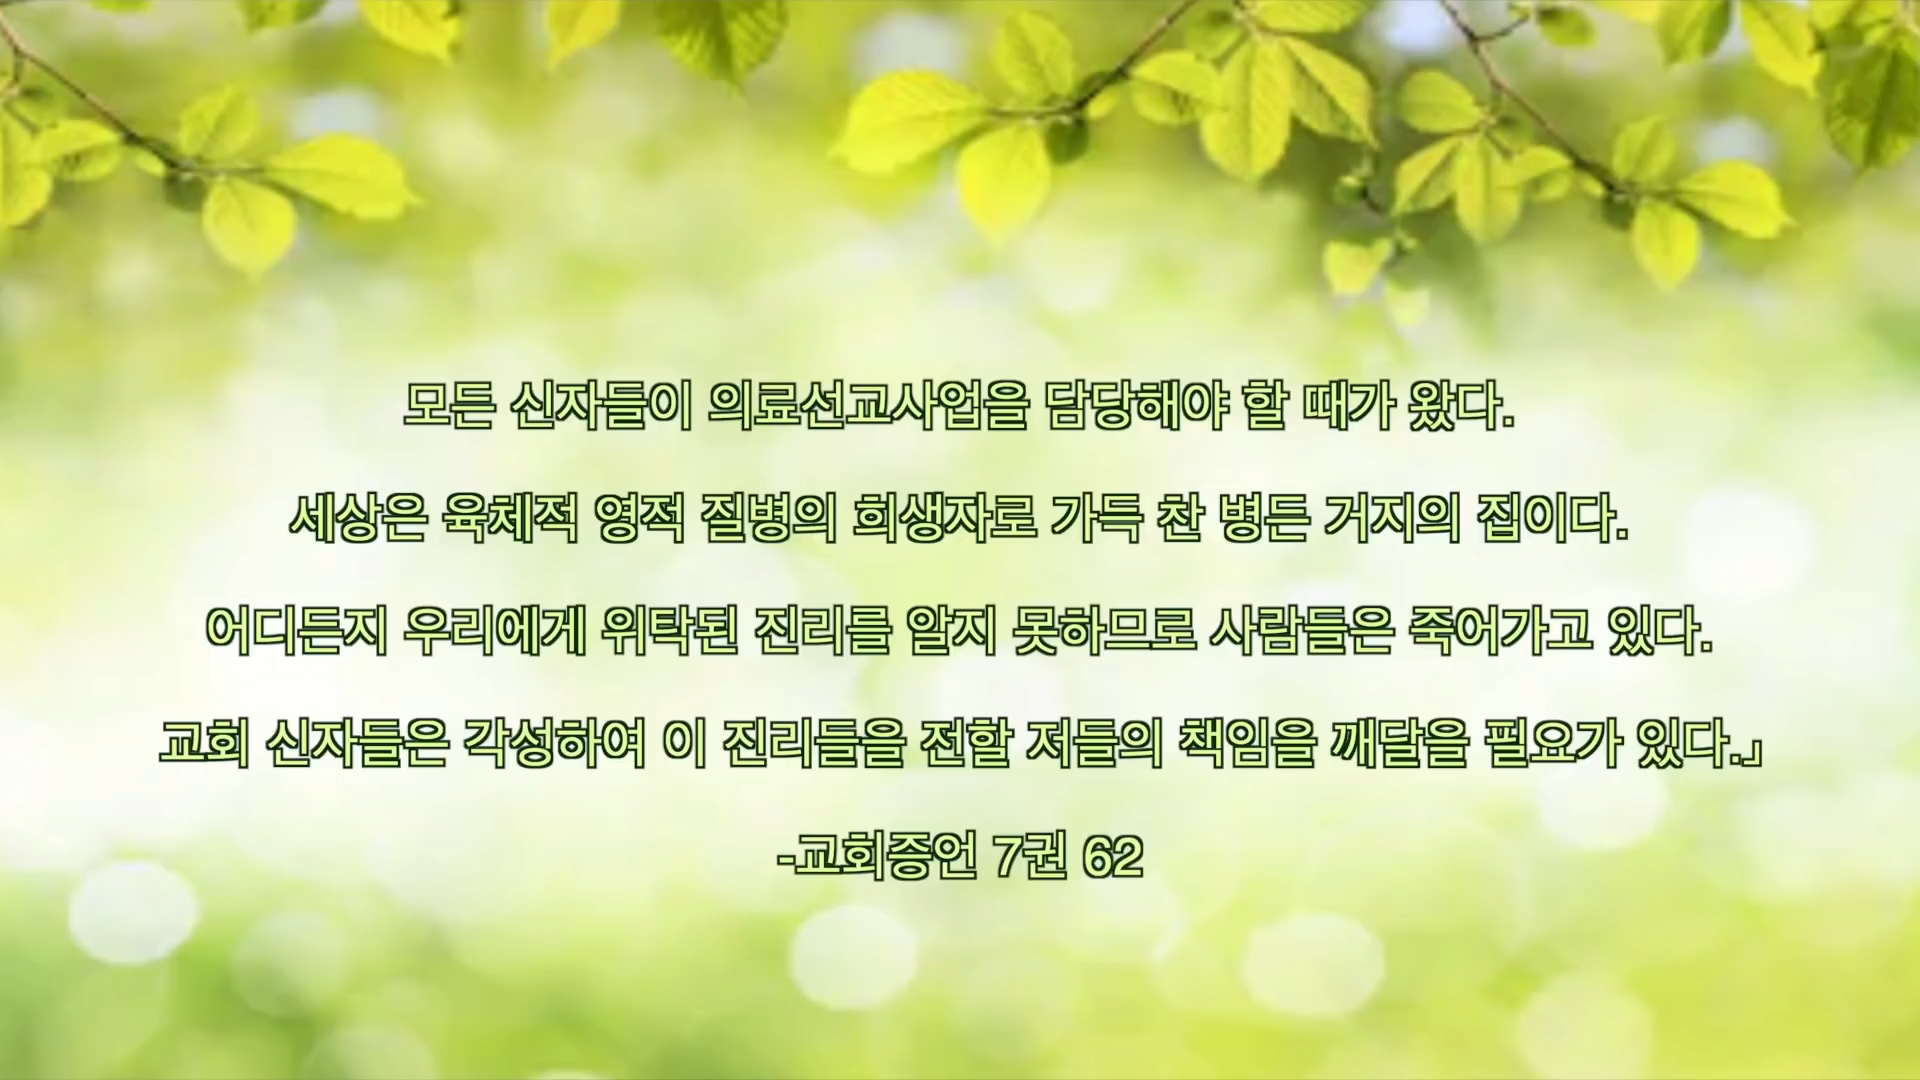 모든 신자들이 의료선교사업을 담당해야 할 때가 왔다.
세상은 육체적 영적 질병의 희생자로 가득 찬 병든 거지의 집이다.
어디든지 우리에게 위탁된 진리를 알지 못하므로 사람들은 죽어가고 있다.
교회 신자들은 각성하여 이 진리들을 전할 저들의 책임을 깨달을 필요가 있다.」
-교회증언 7권 62